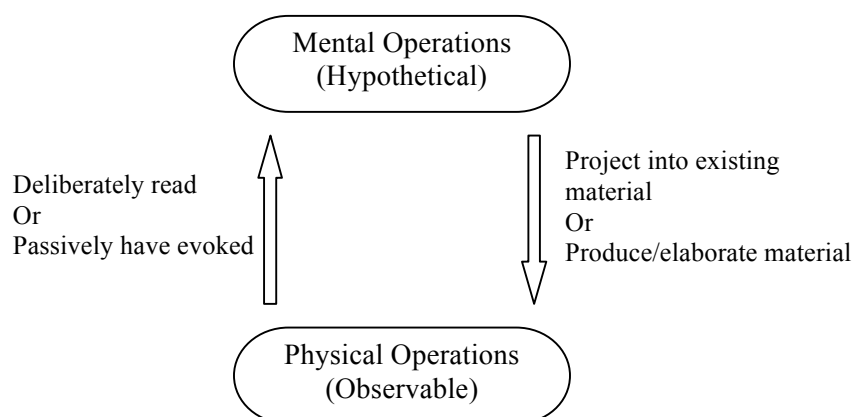 Mental Operations
(Hypothetical)
Deliberately read
Or
Passively have evoked
Project into existing
material
Or
Produce/elaborate material
Physical Operations
(Observable)